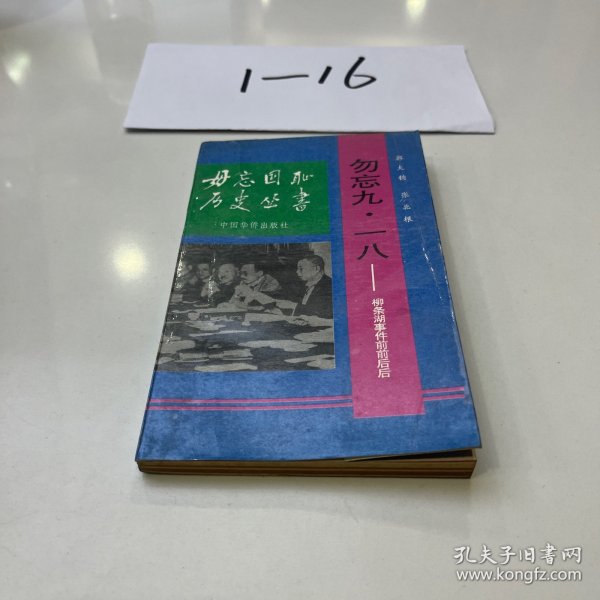 1—16
毋忘国耻
历史丛書
中国华侨出版社
勿忘九·一八——
柳条湖事件前前后后
孔夫子旧书网
www.kongfz.com